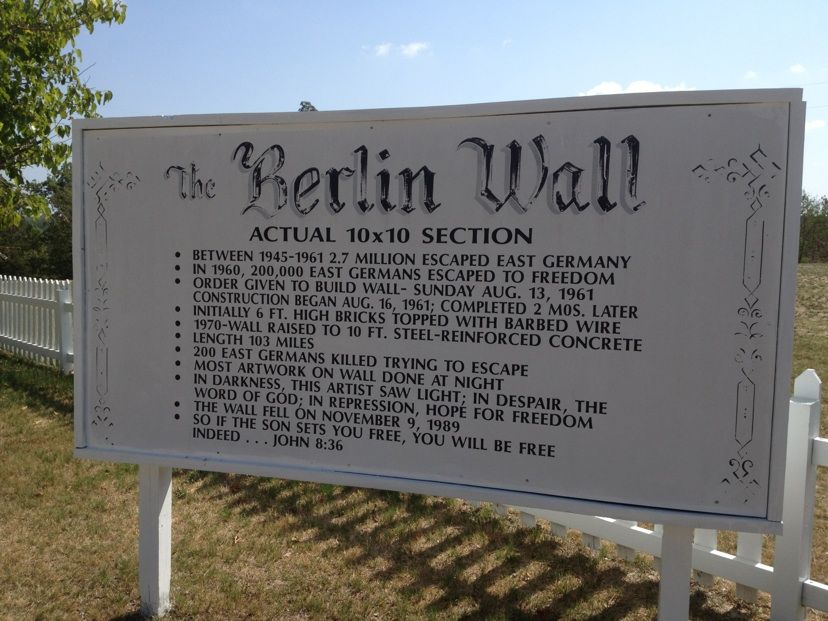 The Berlin Wall
ACTUAL 10x10 SECTION
• BETWEEN 1945-1961 2.7 MILLION ESCAPED EAST GERMANY
• IN 1960, 200,000 EAST GERMANS ESCAPED TO FREEDOM
• ORDER GIVEN TO BUILD WALL- SUNDAY AUG. 13, 1961
CONSTRUCTION BEGAN AUG. 16, 1961; COMPLETED 2 MOS. LATER
• INITIALLY 6 FT. HIGH BRICKS TOPPED WITH BARBED WIRE
• 1970-WALL RAISED TO 10 FT. STEEL-REINFORCED CONCRETE
• LENGTH 103 MILES
• 200 EAST GERMANS KILLED TRYING TO ESCAPE
• MOST ARTWORK ON WALL DONE AT NIGHT
• IN DARKNESS, THIS ARTIST SAW LIGHT; IN DESPAIR, THE
WORD OF GOD; IN REPRESSION, HOPE FOR FREEDOM
• THE WALL FELL ON NOVEMBER 9, 1989
• SO IF THE SON SETS YOU FREE, YOU WILL BE FREE
INDEED . . . JOHN 8:36